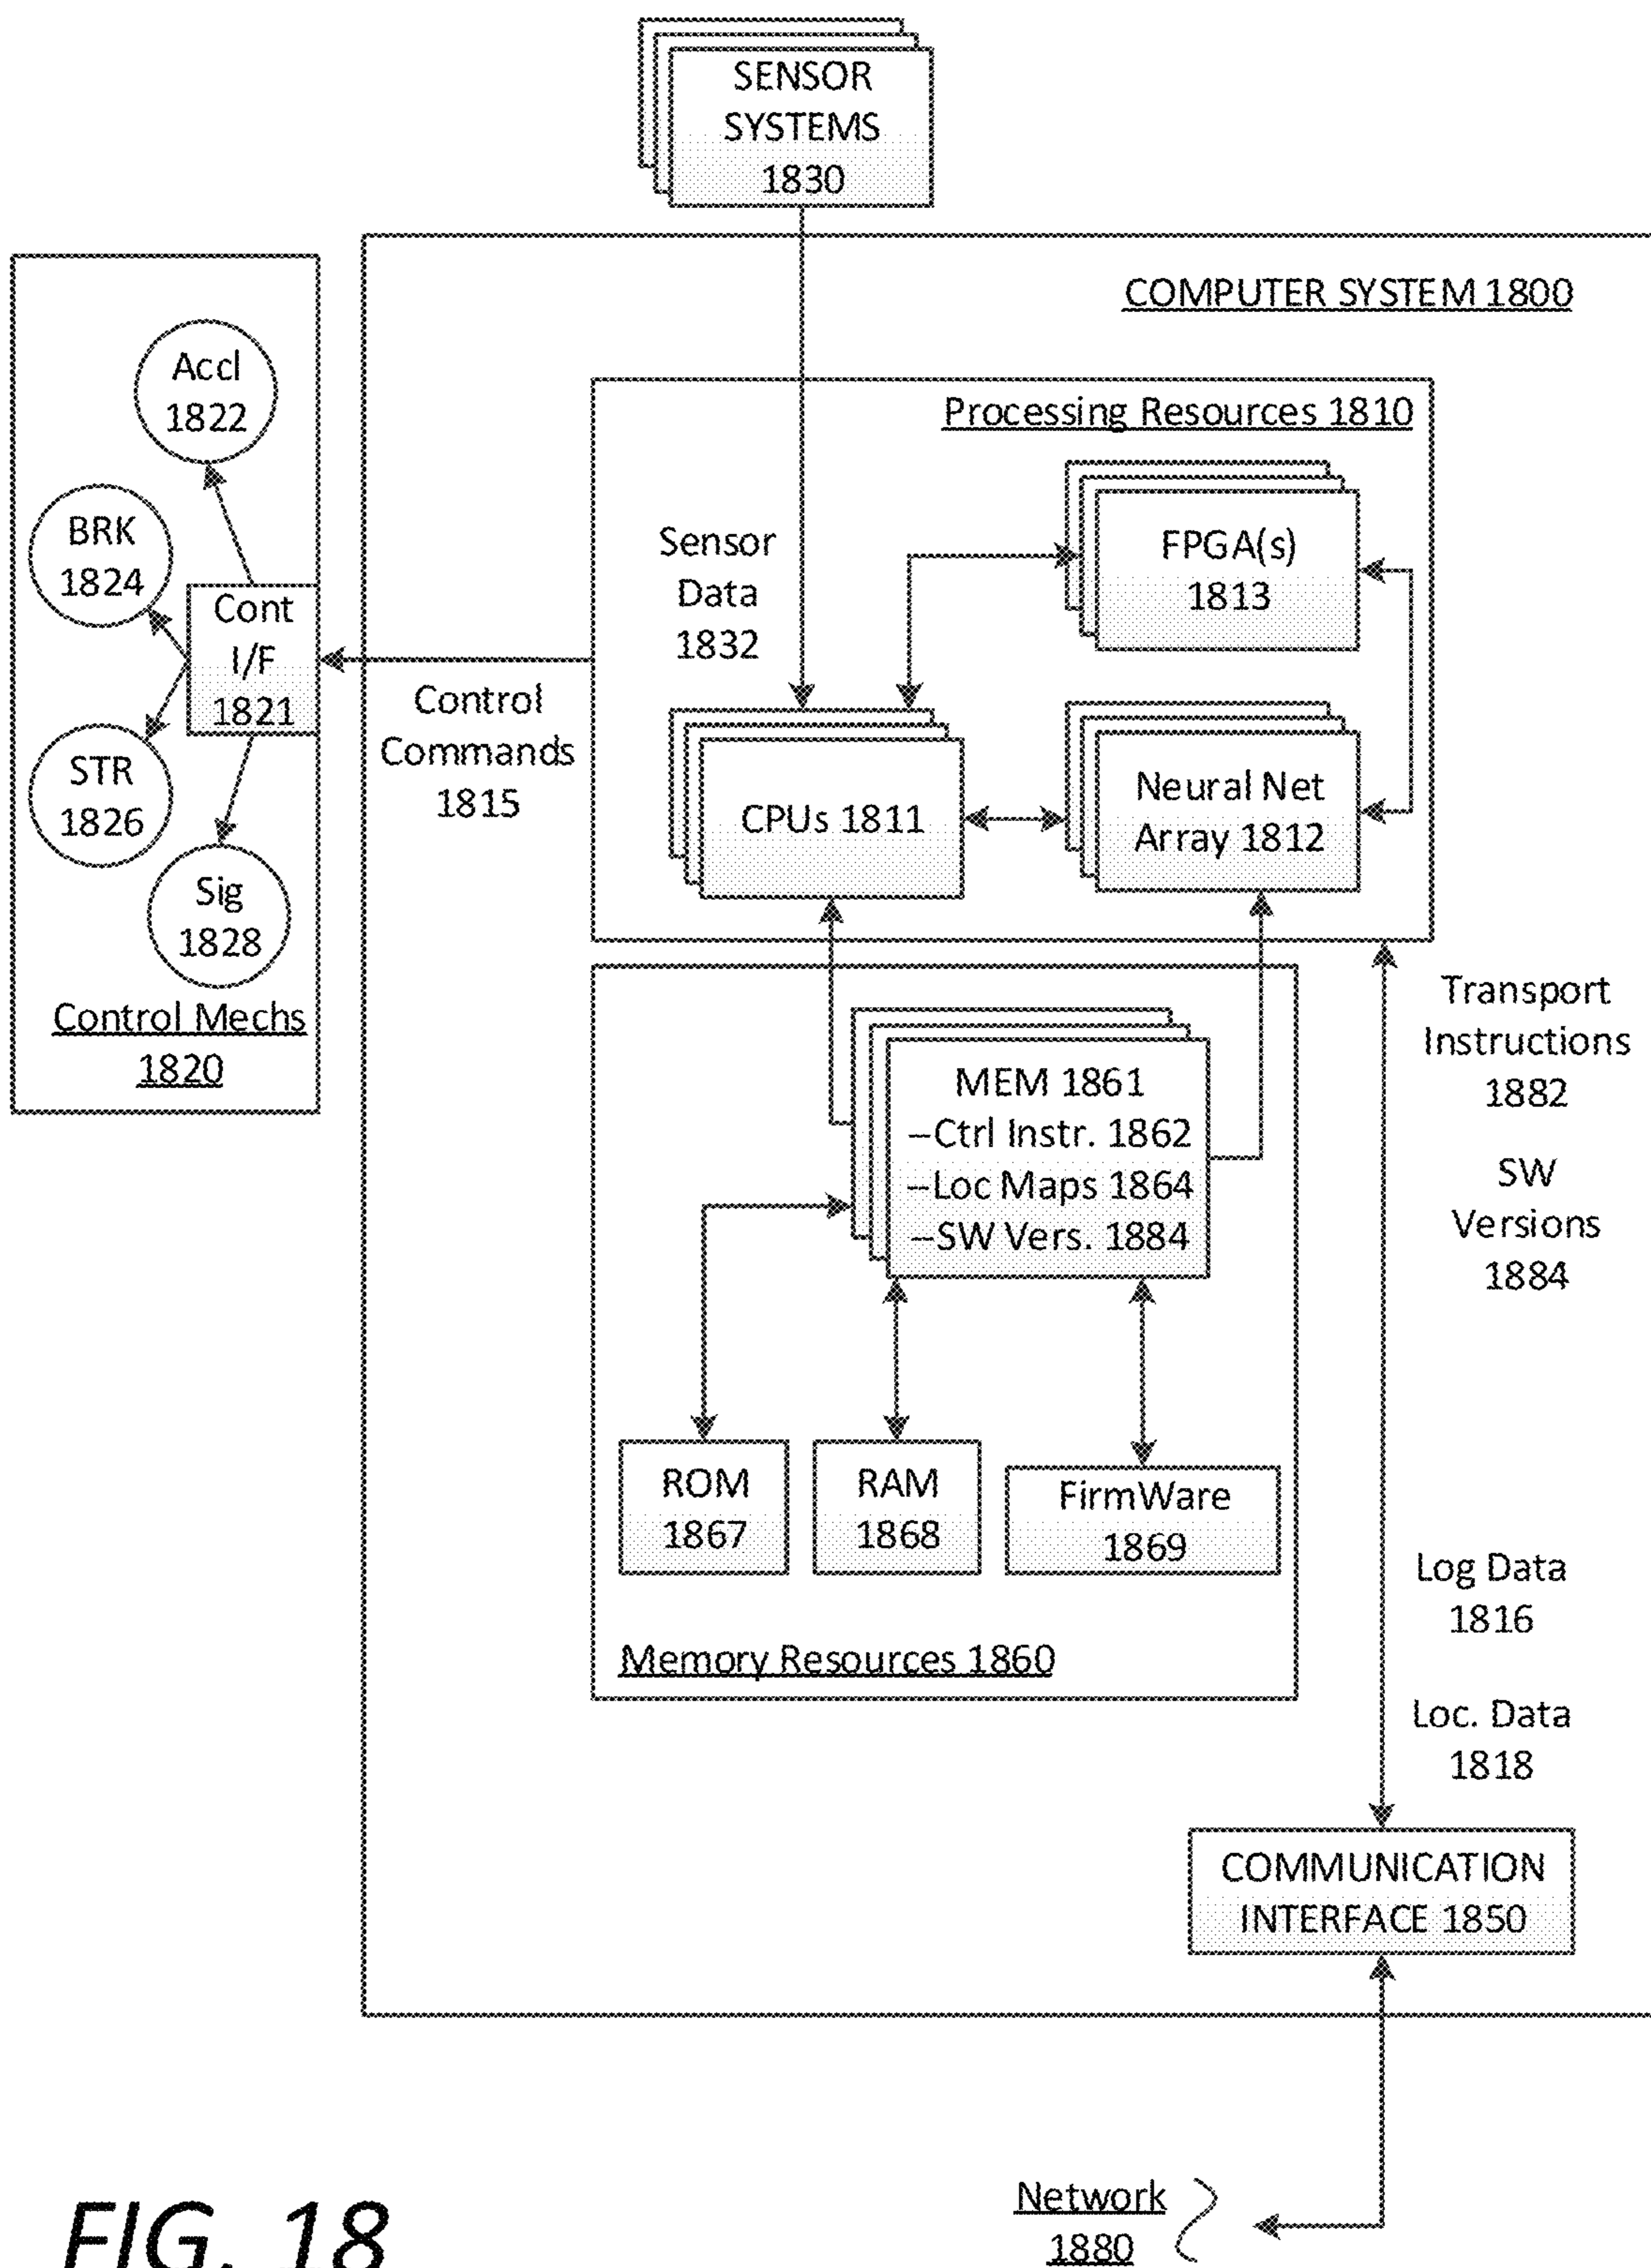 SENSOR
SYSTEMS
1830
COMPUTER SYSTEM 1800
Accl
1822
BRK
1824
Cont
I/F
1821
STR
1826
Sig
1828
Control Mechs
1820
Control
Commands
1815
Processing Resources 1810
Sensor
Data
1832
FPGA(s)
1813
CPUs 1811
Neural Net
Array 1812
MEM 1861
–Ctrl Instr. 1862
–Loc Maps 1864
–SW Vers. 1884
ROM
1867
RAM
1868
FirmWare
1869
Memory Resources 1860
Transport
Instructions
1882
SW
Versions
1884
Log Data
1816
Loc. Data
1818
COMMUNICATION
INTERFACE 1850
Network
1880
FIG. 18